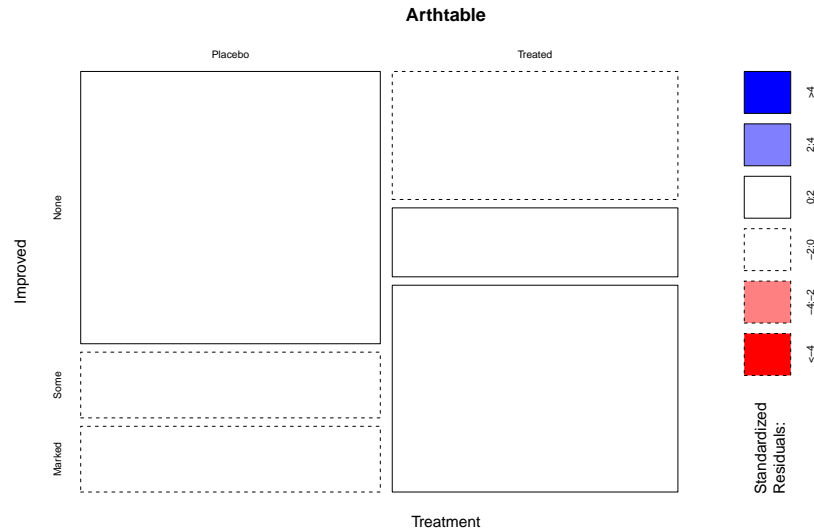 Arthtable
Placebo
Treated
Improved
None
Some
Marked
Treatment
>4
2:4
0:2
−2:0
−4:−2
<−4
Standardized
Residuals: